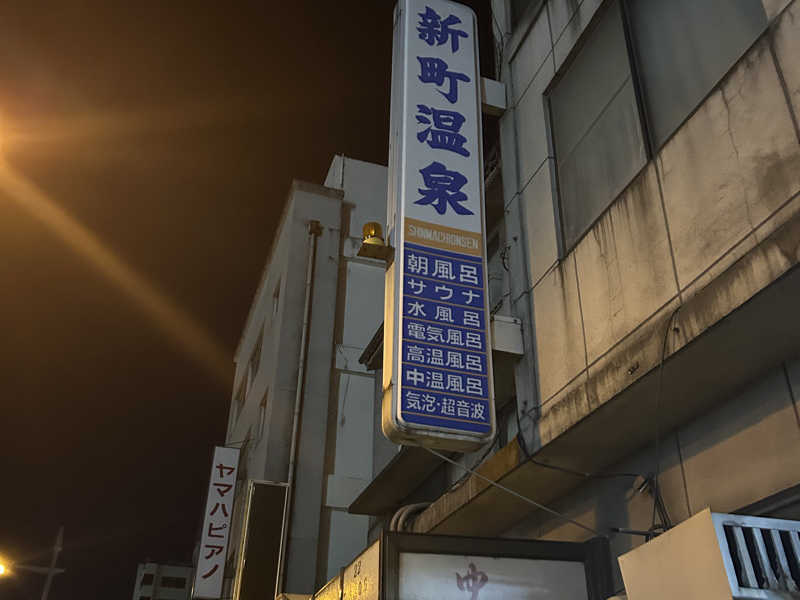 新町温泉
SHINMACHIONSEN
朝風呂
サウナ
水風呂
電気風呂
高温風呂
中温風呂
気泡・超音波
ヤマハピアノ
ゆ